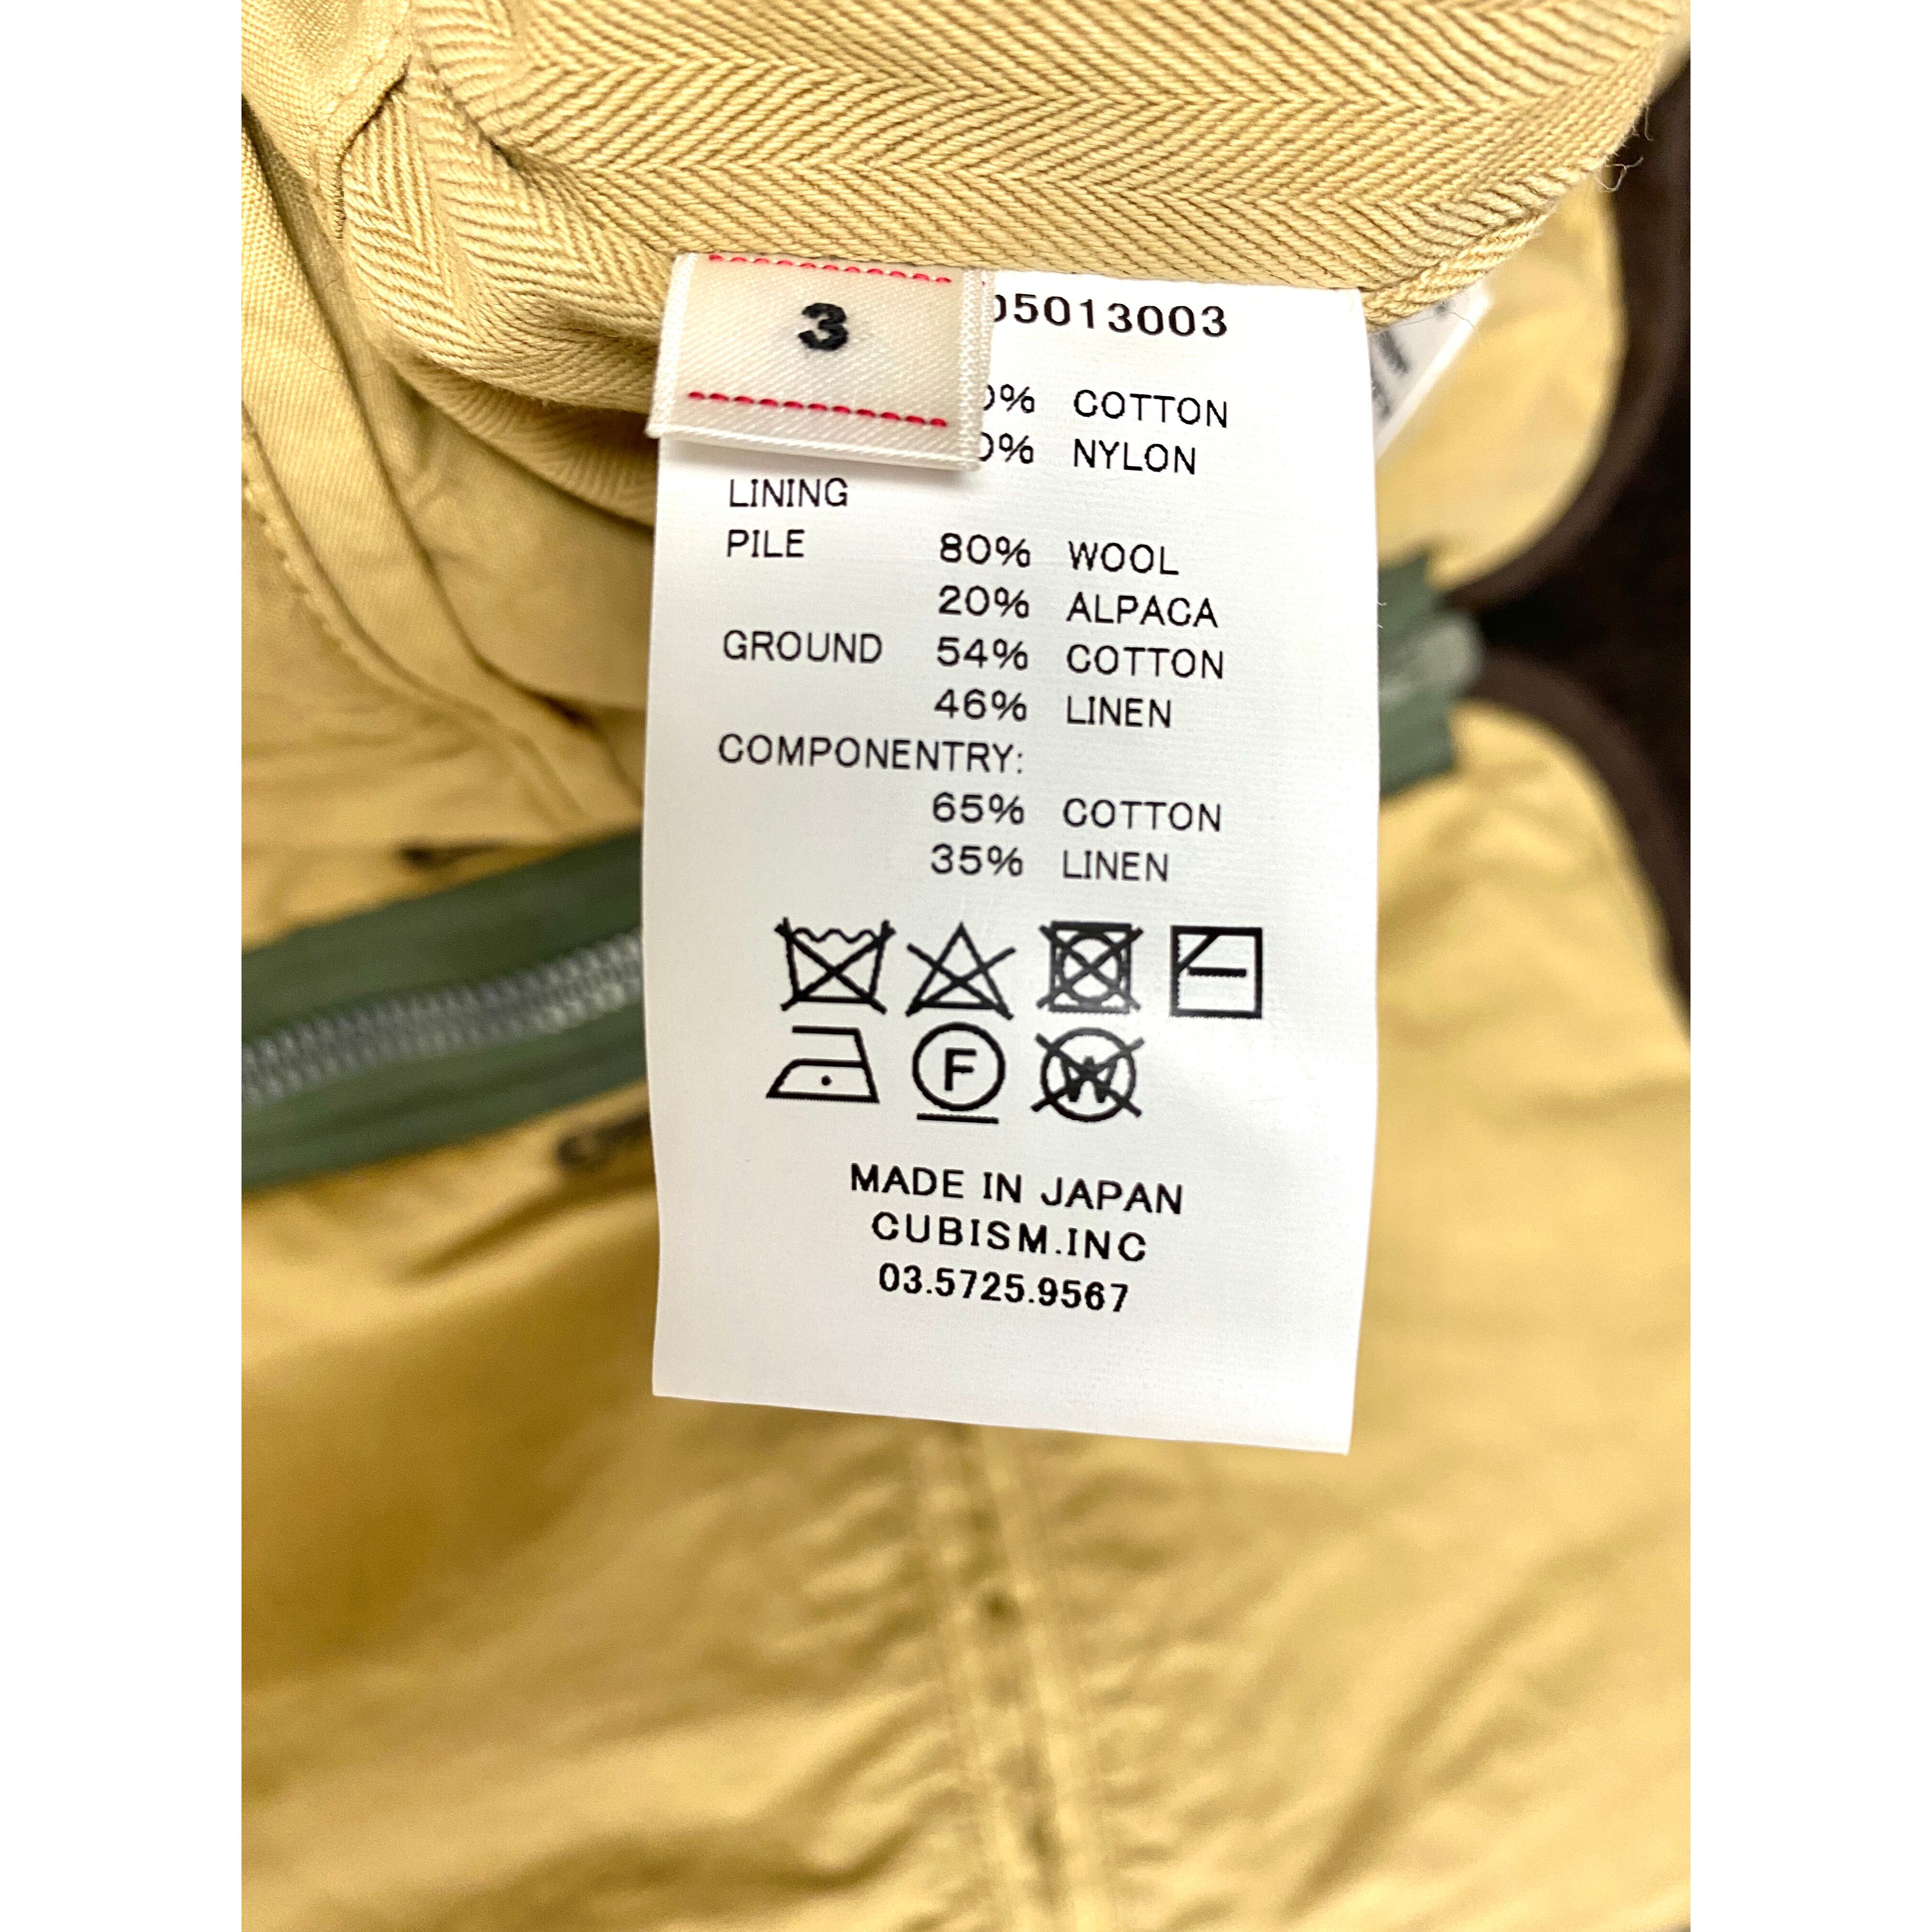 3
5013003
% COTTON
% NYLON
LINING
PILE 80% WOOL
20% ALPACA
GROUND 54% COTTON
46% LINEN
COMPONENTRY:
65% COTTON
35% LINEN
F
W
MADE IN JAPAN
CUBISM.INC
03.5725.9567